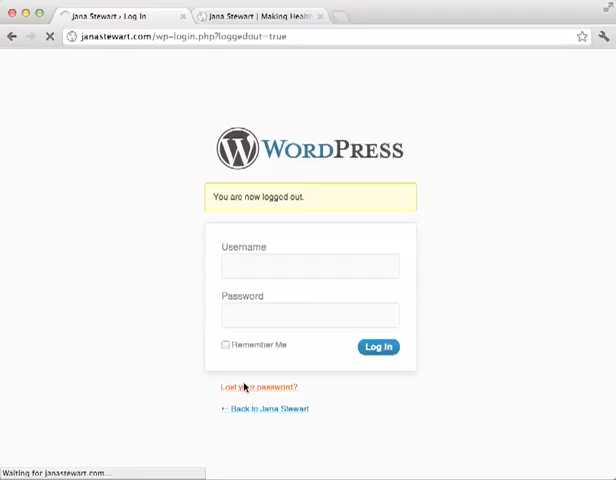 Jana Stewart › Log In
Jana Stewart | Making Health
janastewart.com/wp-login.php?loggedout=true
WORDPRESS
You are now logged out.
Username
Password
Remember Me
Log In
Lost your password?
← Back to Jana Stewart
Waiting for janastewart.com...